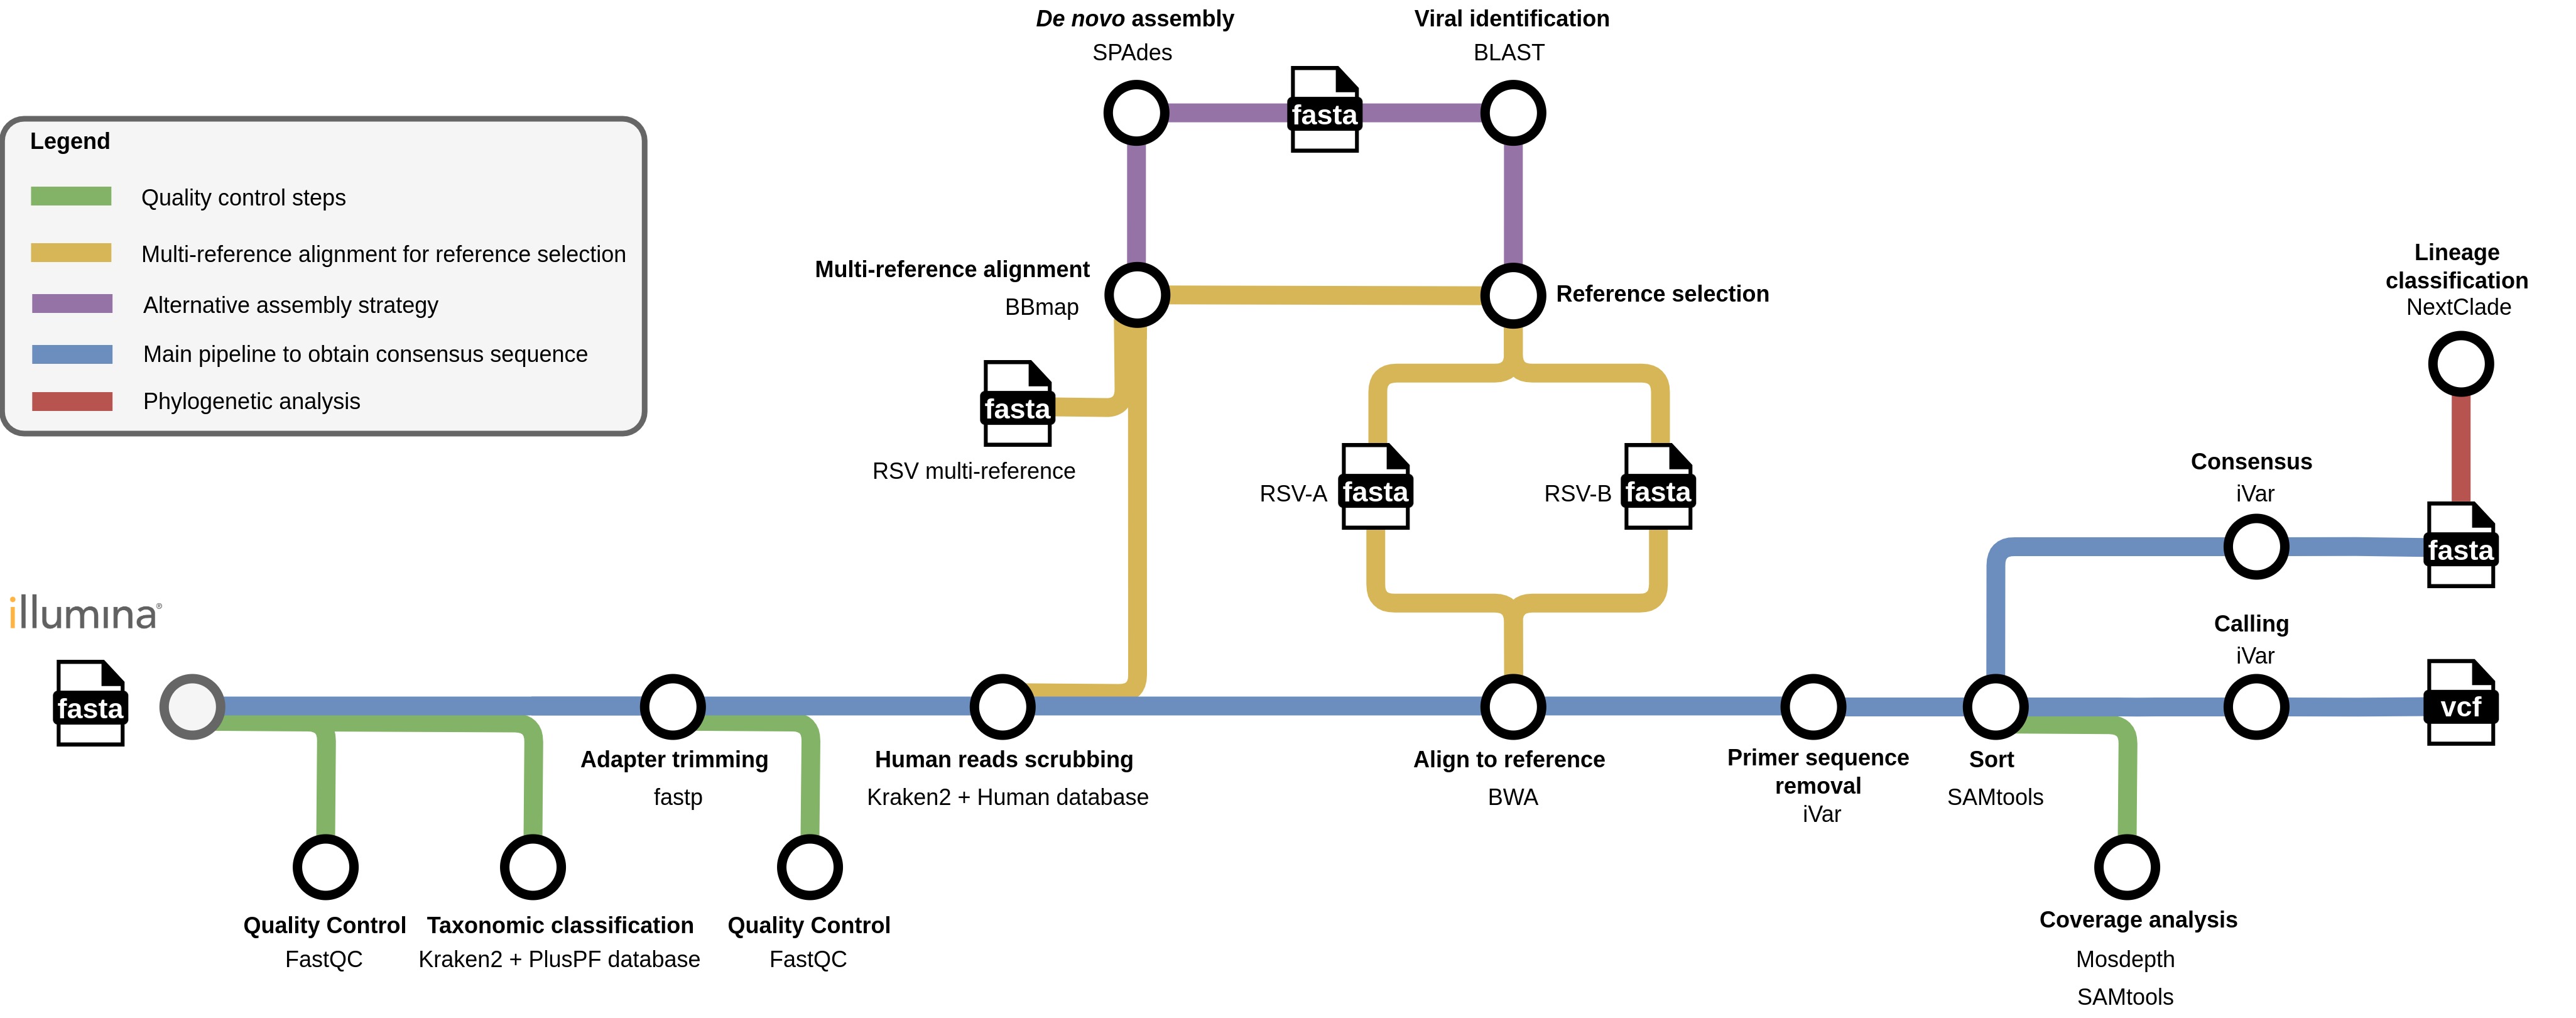 De novo assembly
SPAdes
fasta
Viral identification
BLAST
Legend
Quality control steps
Multi-reference alignment for reference selection
Alternative assembly strategy
Main pipeline to obtain consensus sequence
Phylogenetic analysis
Multi-reference alignment
BBmap
Reference selection
fasta
RSV multi-reference
RSV-A
fasta
RSV-B
fasta
Lineage
classification
NextClade
Consensus
iVar
fasta
illumina®
fasta
Adapter trimming
fastp
Human reads scrubbing
Kraken2 + Human database
Align to reference
BWA
Primer sequence
removal
iVar
Sort
SAMtools
Calling
iVar
vcf
Quality Control
FastQC
Taxonomic classification
Kraken2 + PlusPF database
Quality Control
FastQC
Coverage analysis
Mosdepth
SAMtools